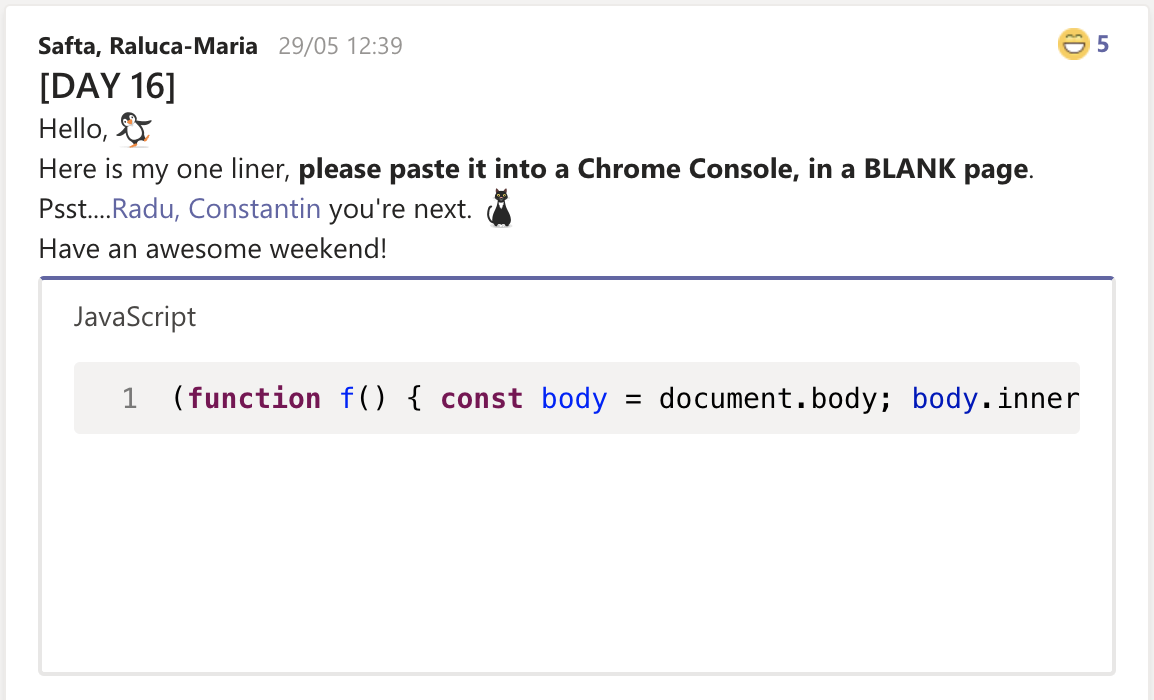 Safta, Raluca-Maria 29/05 12:39 5
[DAY 16]
Hello,
Here is my one liner, please paste it into a Chrome Console, in a BLANK page.
Psst....Radu, Constantin you're next.
Have an awesome weekend!
JavaScript
1 (function f() { const body = document.body; body.inner